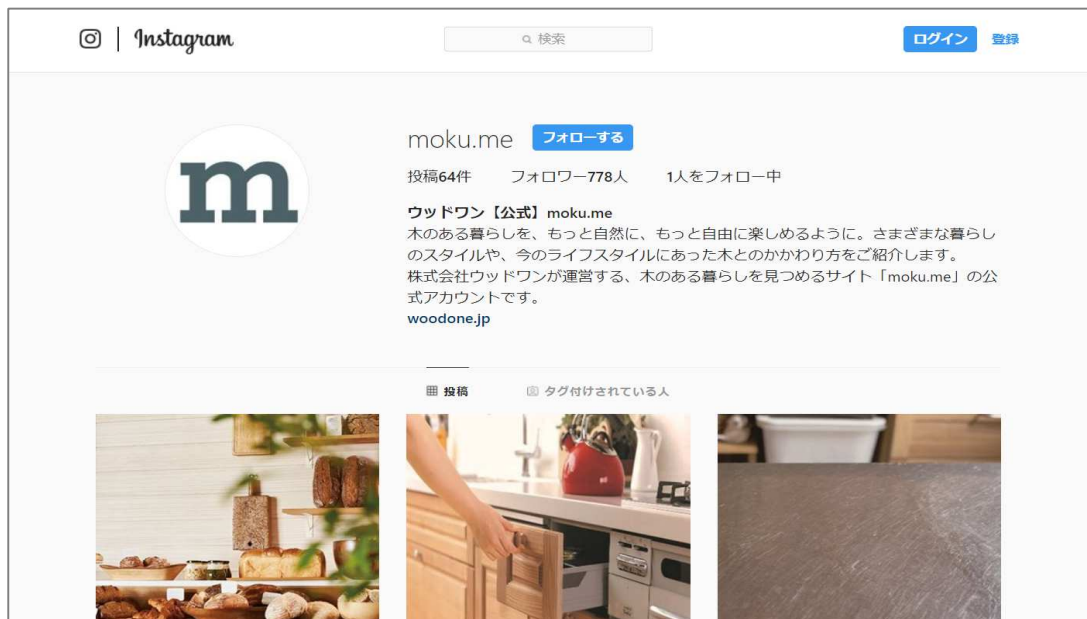 Instagram
検索
ログイン 登録
m
moku.me フォローする
投稿64件 フォロワー778人 1人をフォロー中
ウッドワン【公式】moku.me
木のある暮らしを、もっと自然に、もっと自由に楽しめるように。さまざまな暮らし
のスタイルや、今のライフスタイルにあった木とのかかわり方をご紹介します。
株式会社ウッドワンが運営する、木のある暮らしを見つめるサイト「moku.me」の公
式アカウントです。
woodone.jp
投稿 タグ付けされている人